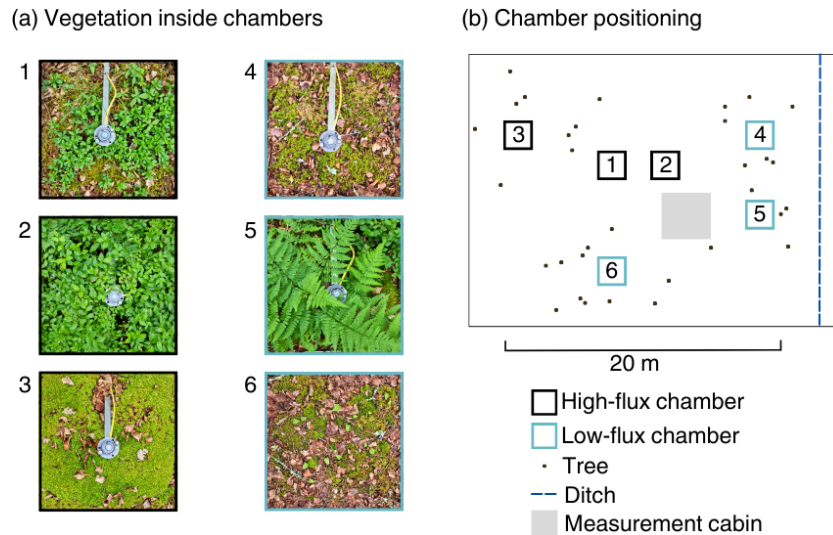 (a) Vegetation inside chambers
1
2
3
4
5
6
(b) Chamber positioning
3
1
2
4
5
6
20 m
High-flux chamber
Low-flux chamber
Tree
Ditch
Measurement cabin